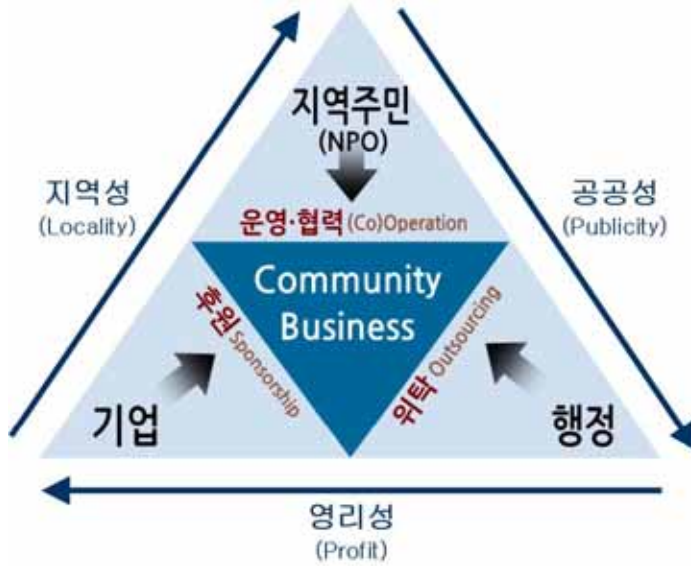 지역주민
(NPO)
지역성
(Locality)
공공성
(Publicity)
운영·협력 (Co)Operation
Community
Business
후원 Sponsorship
위탁 Outsourcing
기업
행정
영리성
(Profit)